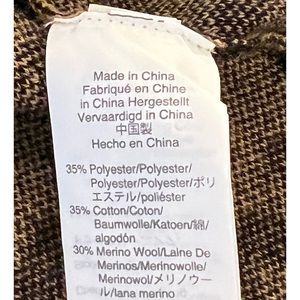 Made in China
Fabriqué en Chine
in China Hergestellt
Vervaardigd in China
中国製
Hecho en China
35% Polyester/Polyester/
Polyester/Polyester/ポリ
エステル/poliéster
35% Cotton/Coton/
Baumwolle/Katoen/綿/
algodón
30% Merino Wool/Laine De
Merinos/Merinowolle/
Merinowol/メリノウー
ル/lana merino